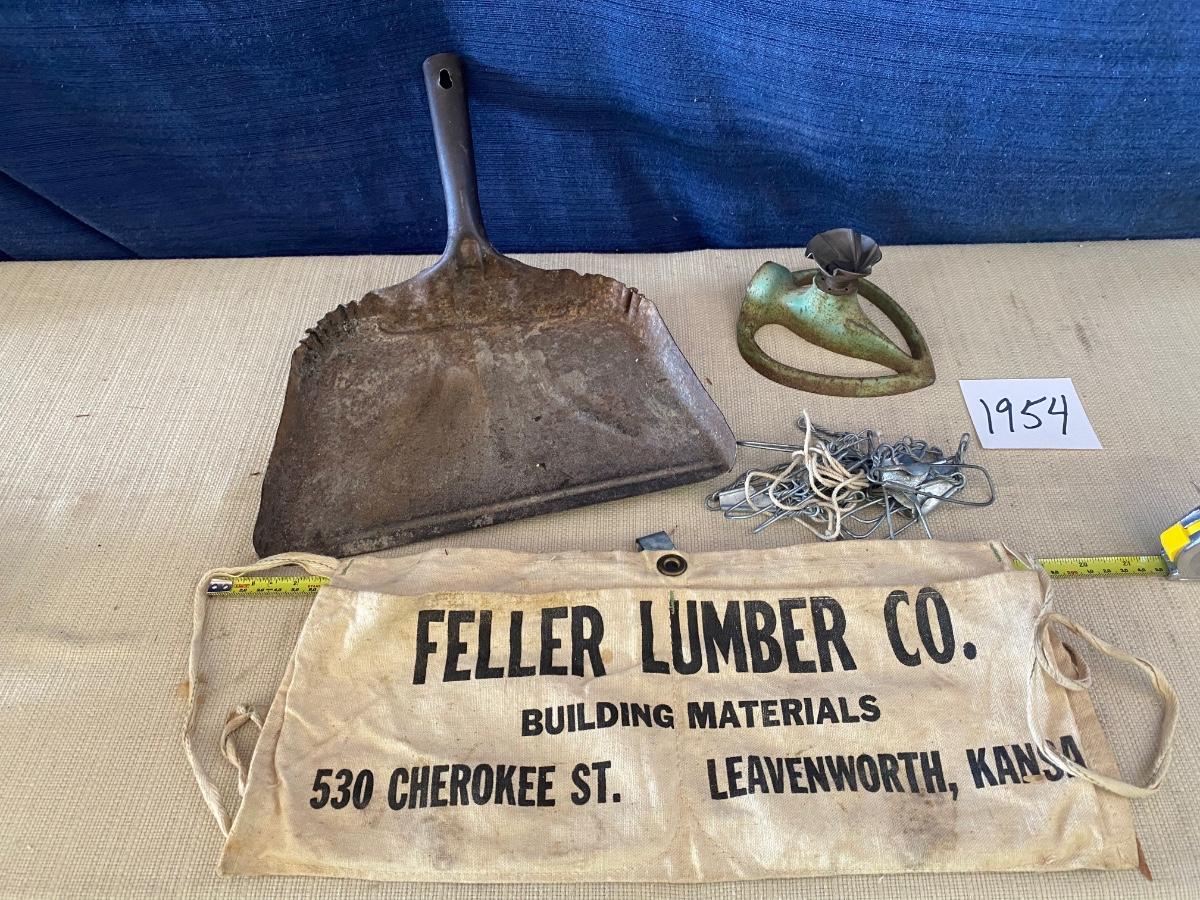 1954
FELLER LUMBER CO.
BUILDING MATERIALS
530 CHEROKEE ST. LEAVENWORTH, KANSA